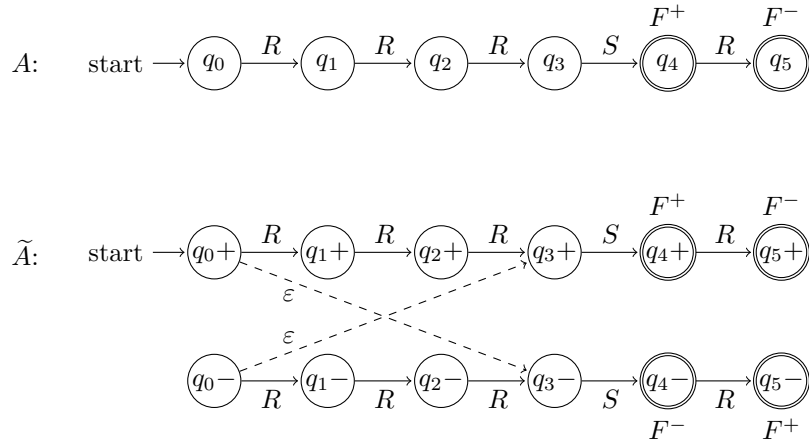 F⁺ F⁻
A: start q₀ R q₁ R q₂ R q₃ S q₄ R q₅
F⁺ F⁻
Ã: start q₀+ R q₁+ R q₂+ R q₃+ S q₄+ R q₅+
ε
ε
q₀− R q₁− R q₂− R q₃− S q₄− R q₅−
F⁻ F⁺